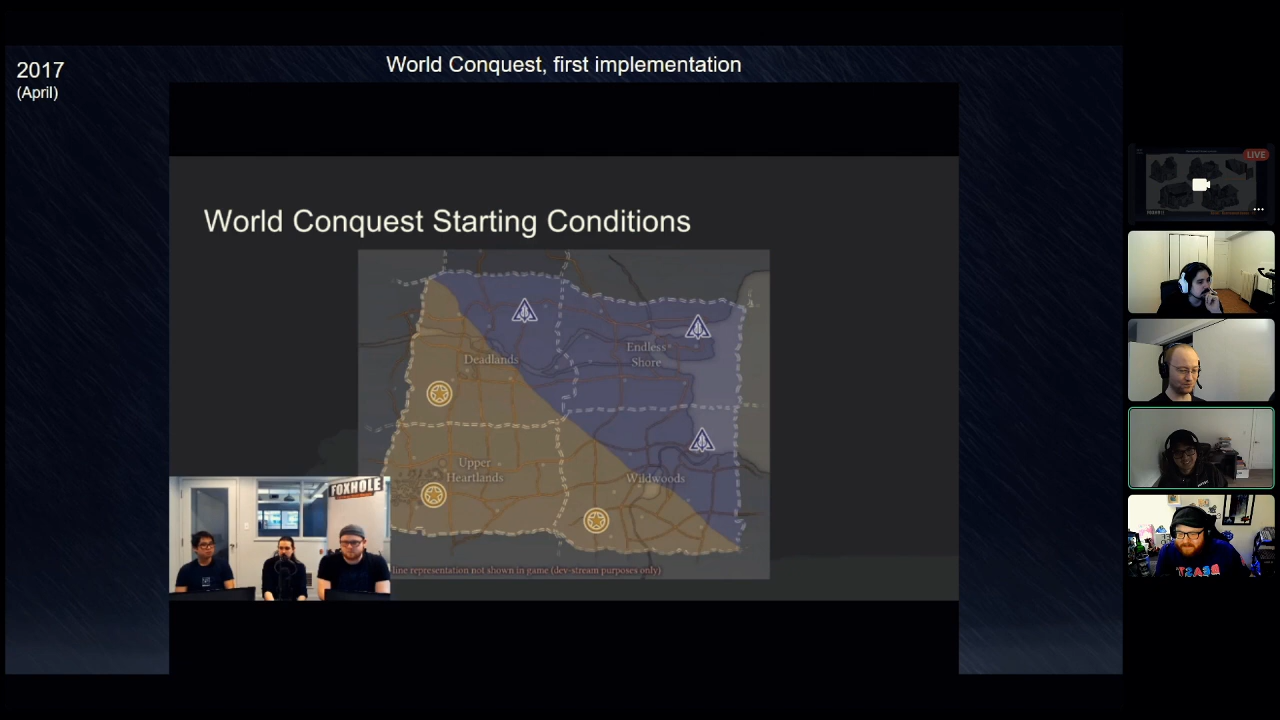 2017
(April)
World Conquest, first implementation
World Conquest Starting Conditions
Deadlands
Endless
Shore
Upper
Heartlands
Wildwoods
line representation not shown in game (dev-stream purposes only)
FOXHOLE
LIVE